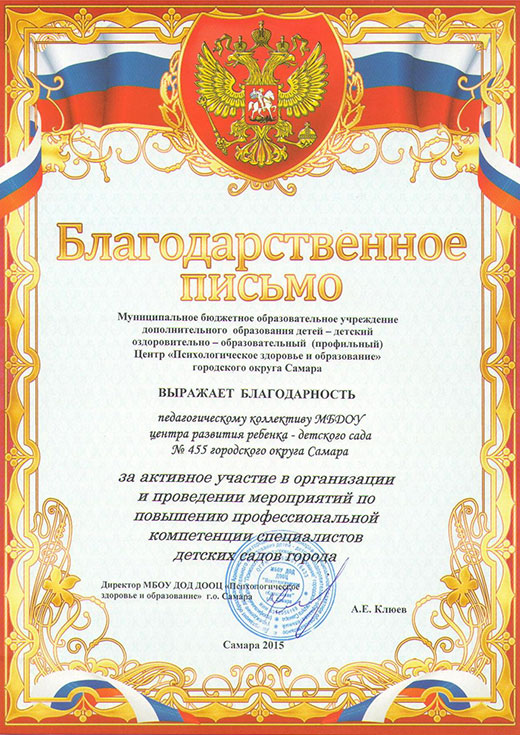 Благодарственное
письмо
Муниципальное бюджетное образовательное учреждение
дополнительного образования детей – детский
оздоровительно – образовательный (профильный)
Центр «Психологическое здоровье и образование»
городского округа Самара
ВЫРАЖАЕТ БЛАГОДАРНОСТЬ
педагогическому коллективу МБДОУ
центра развития ребенка - детского сада
№ 455 городского округа Самара
за активное участие в организации
и проведении мероприятий по
повышению профессиональной
компетенции специалистов
детских садов города
Директор МБОУ ДОД ДООЦ «Психологическое
здоровье и образование» г.о. Самара
А.Е. Клюев
Самара 2015